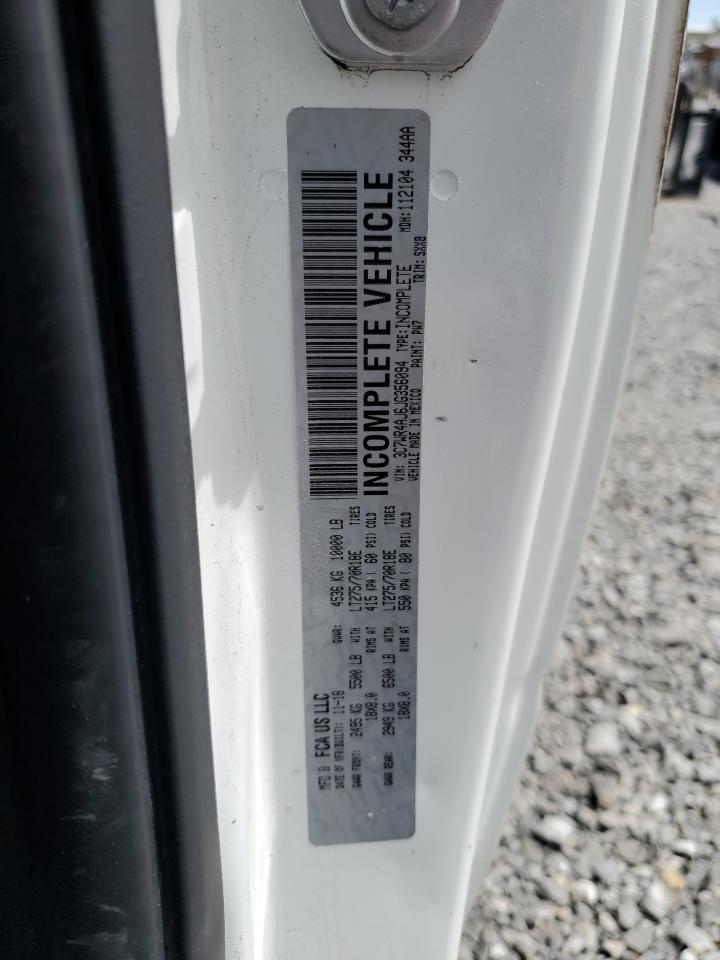 MFD BY FCA US LLC
DATE OF MFR(BUILT): 11-18 GVWR: 4536 KG 10000 LB
GAWR FRONT: 2495 KG 5500 LB WITH LT275/70R18E TIRES
18X8.0 RIMS AT 415 KPA ( 60 PSI) COLD
GAWR REAR: 2949 KG 6500 LB WITH LT275/70R18E TIRES
18X8.0 RIMS AT 550 KPA ( 80 PSI) COLD
INCOMPLETE VEHICLE
VIN: 3C7WR4AJ6JG356094 TYPE:INCOMPLETE MDH:112104 344AA
VEHICLE MADE IN MEXICO PAINT: PW7 TRIM: SXX8